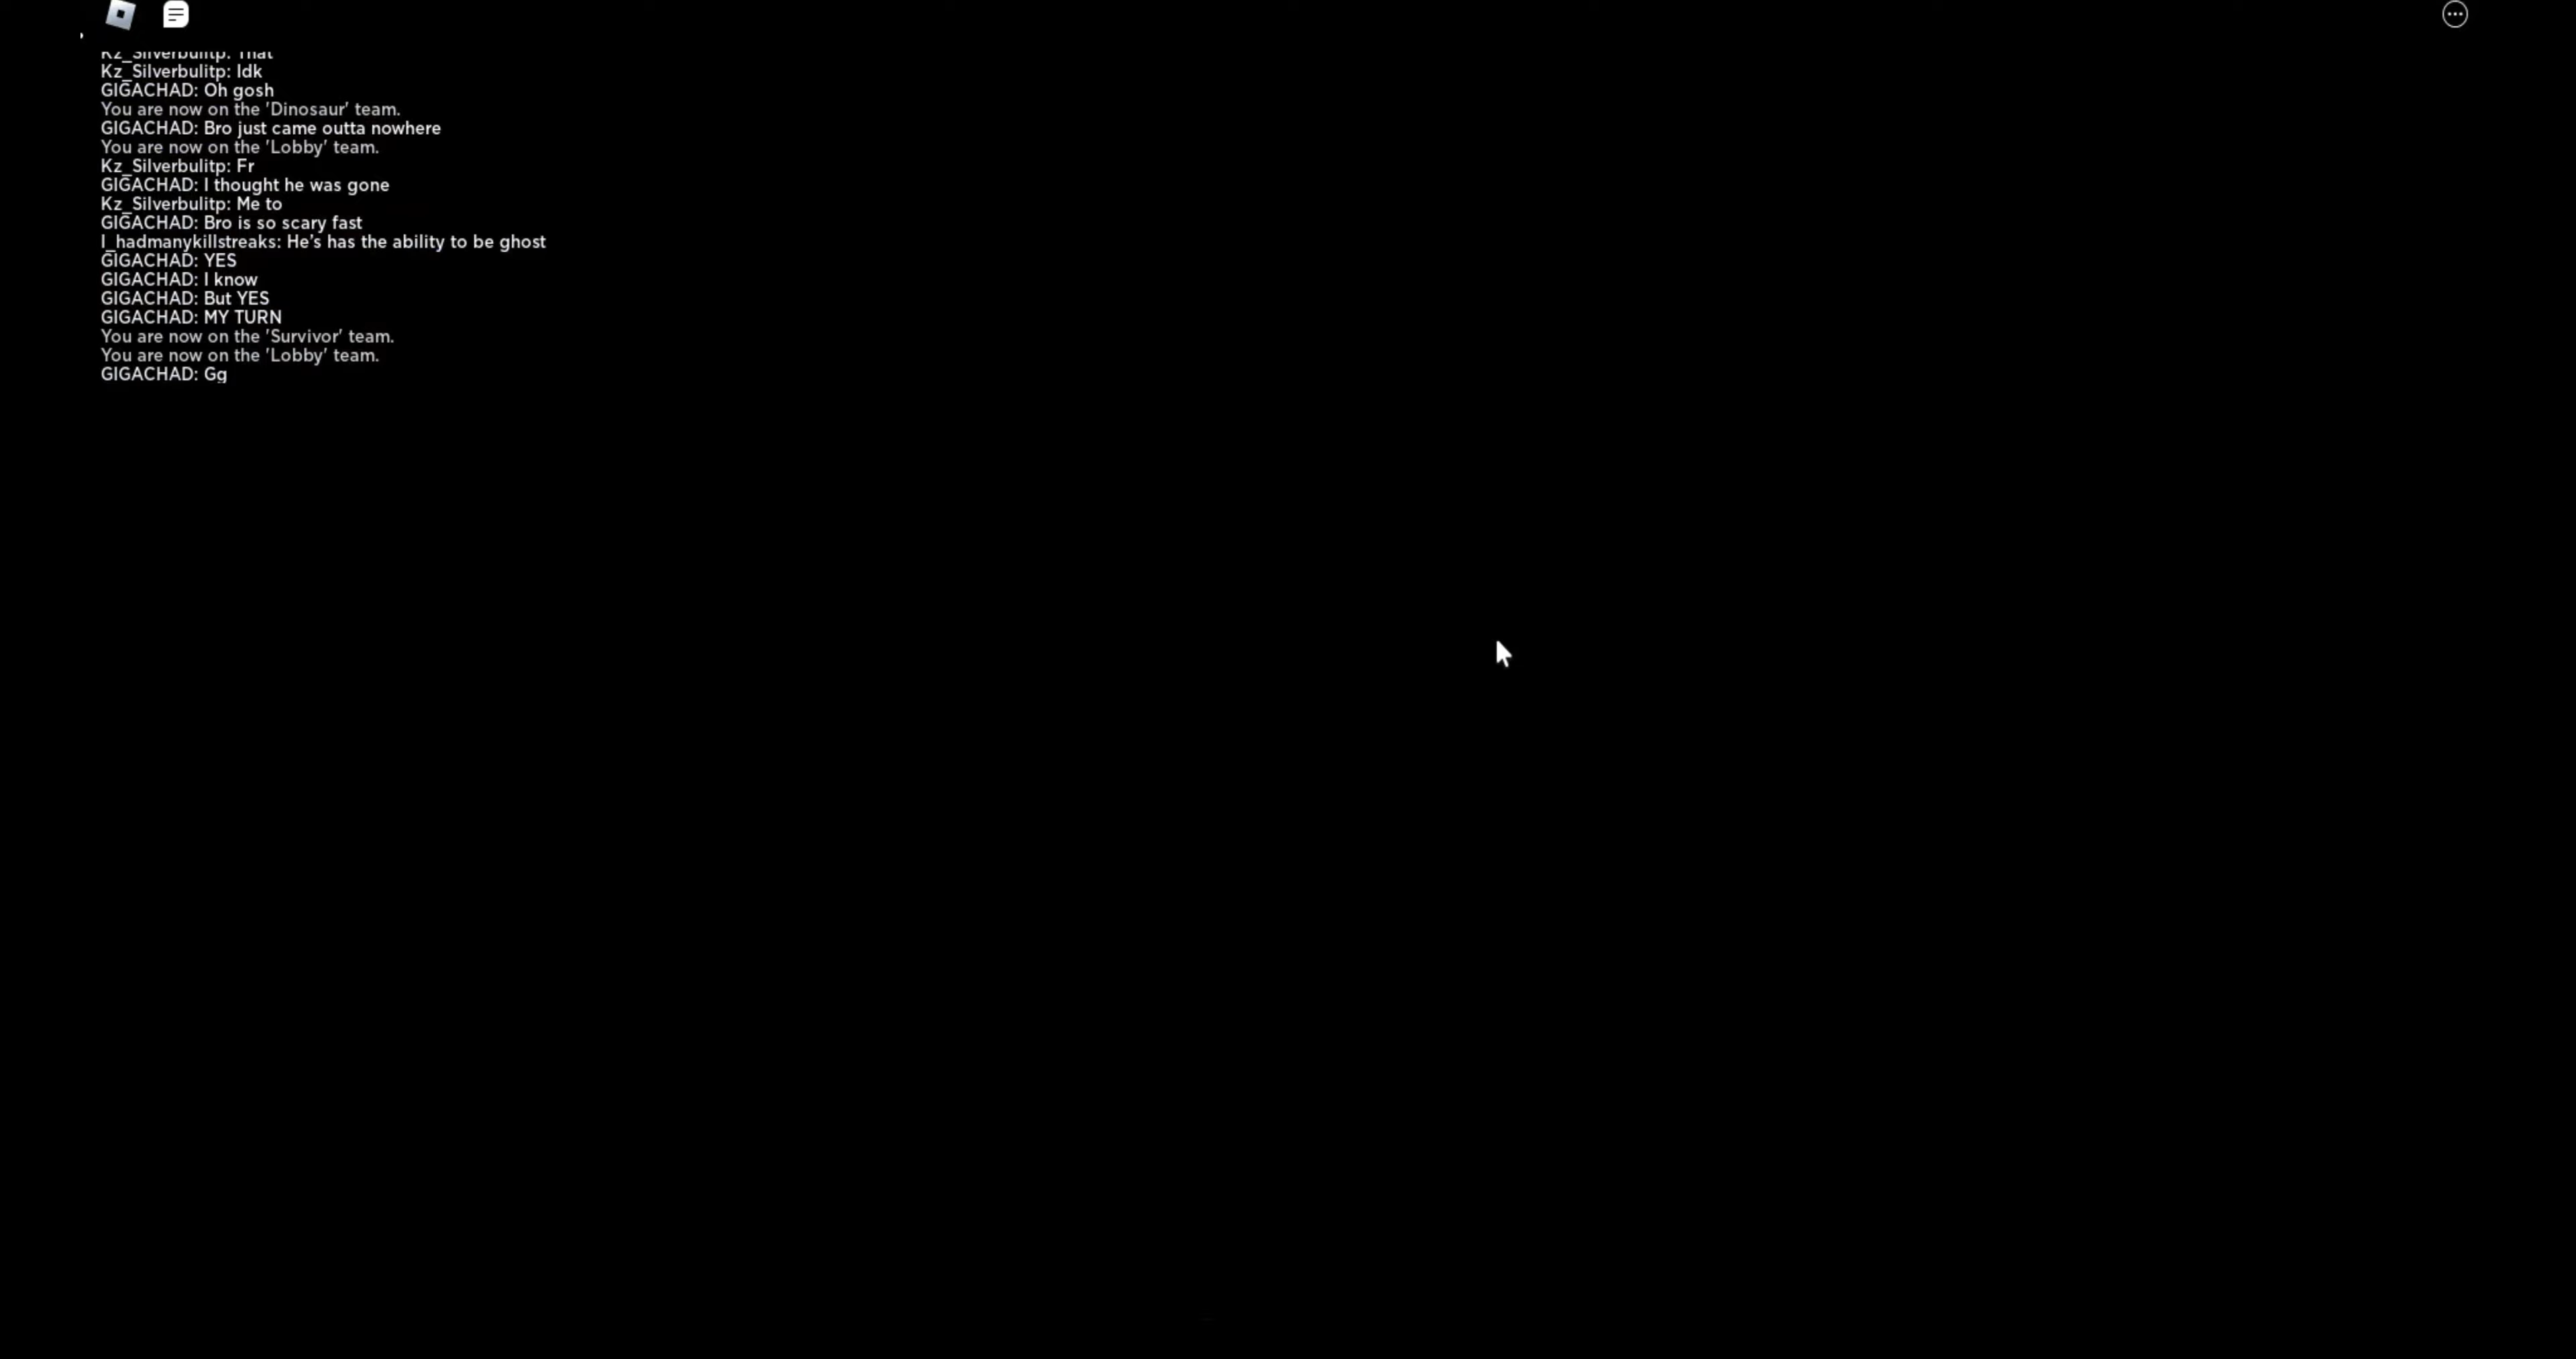 Kz_Silverbulitp: That
Kz_Silverbulitp: Idk
GIGACHAD: Oh gosh
You are now on the 'Dinosaur' team.
GIGACHAD: Bro just came outta nowhere
You are now on the 'Lobby' team.
Kz_Silverbulitp: Fr
GIGACHAD: I thought he was gone
Kz_Silverbulitp: Me to
GIGACHAD: Bro is so scary fast
I_hadmanykillstreaks: He's has the ability to be ghost
GIGACHAD: YES
GIGACHAD: I know
GIGACHAD: But YES
GIGACHAD: MY TURN
You are now on the 'Survivor' team.
You are now on the 'Lobby' team.
GIGACHAD: Gg